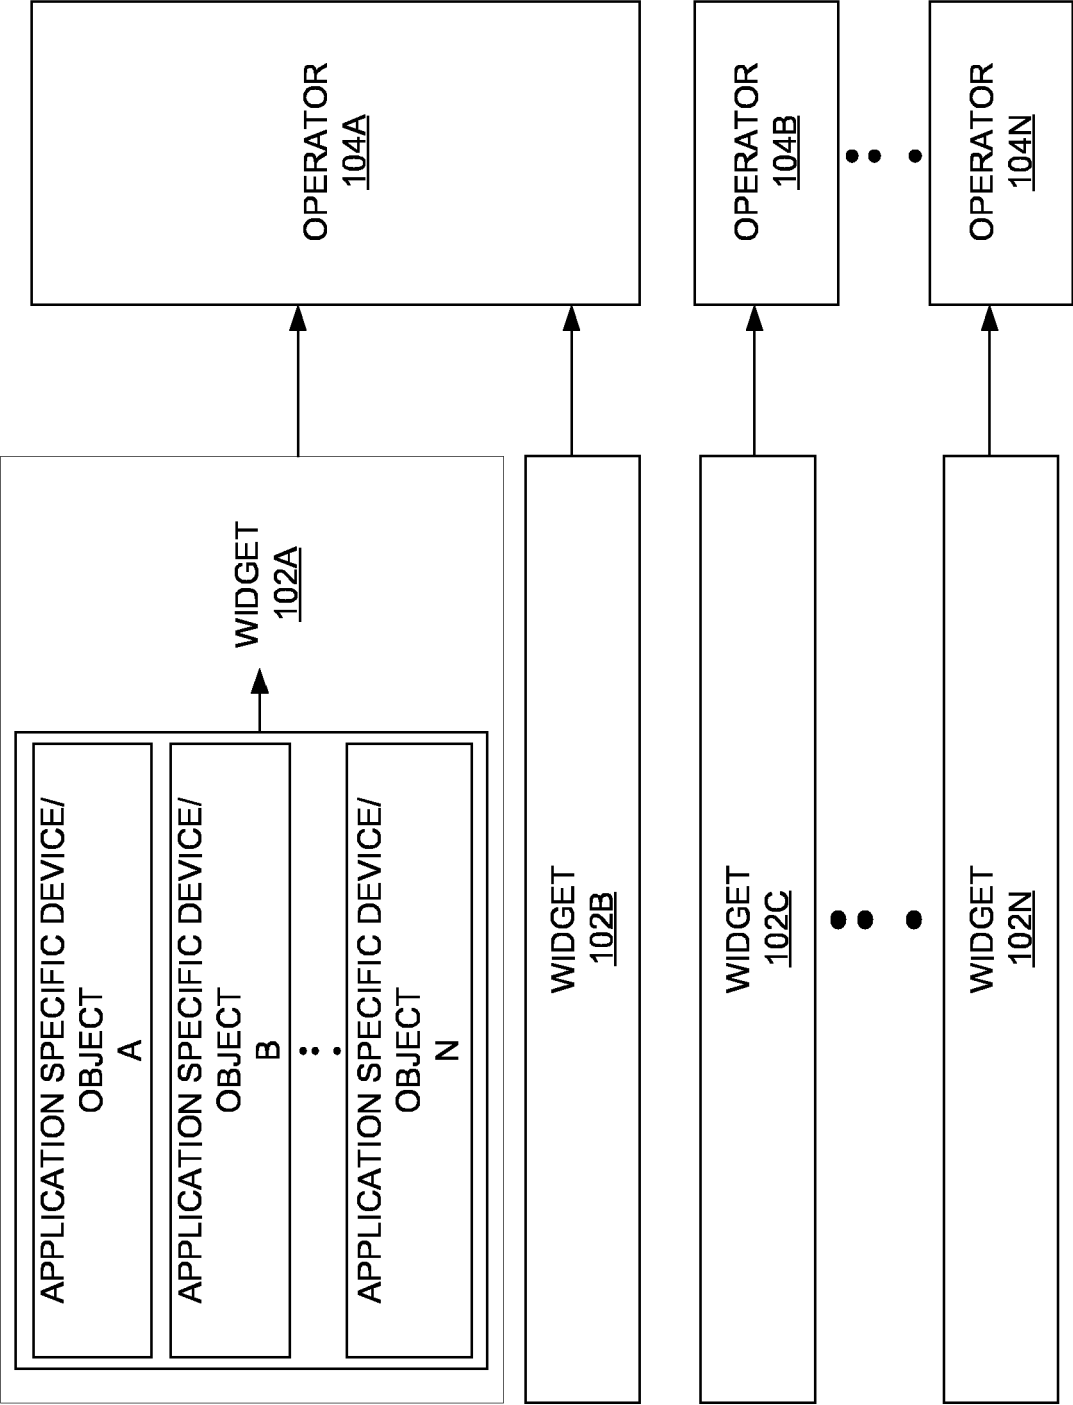 APPLICATION SPECIFIC DEVICE/
OBJECT
A
APPLICATION SPECIFIC DEVICE/
OBJECT
B
APPLICATION SPECIFIC DEVICE/
OBJECT
N
WIDGET
102A
OPERATOR
104A
WIDGET
102B
WIDGET
102C
OPERATOR
104B
WIDGET
102N
OPERATOR
104N